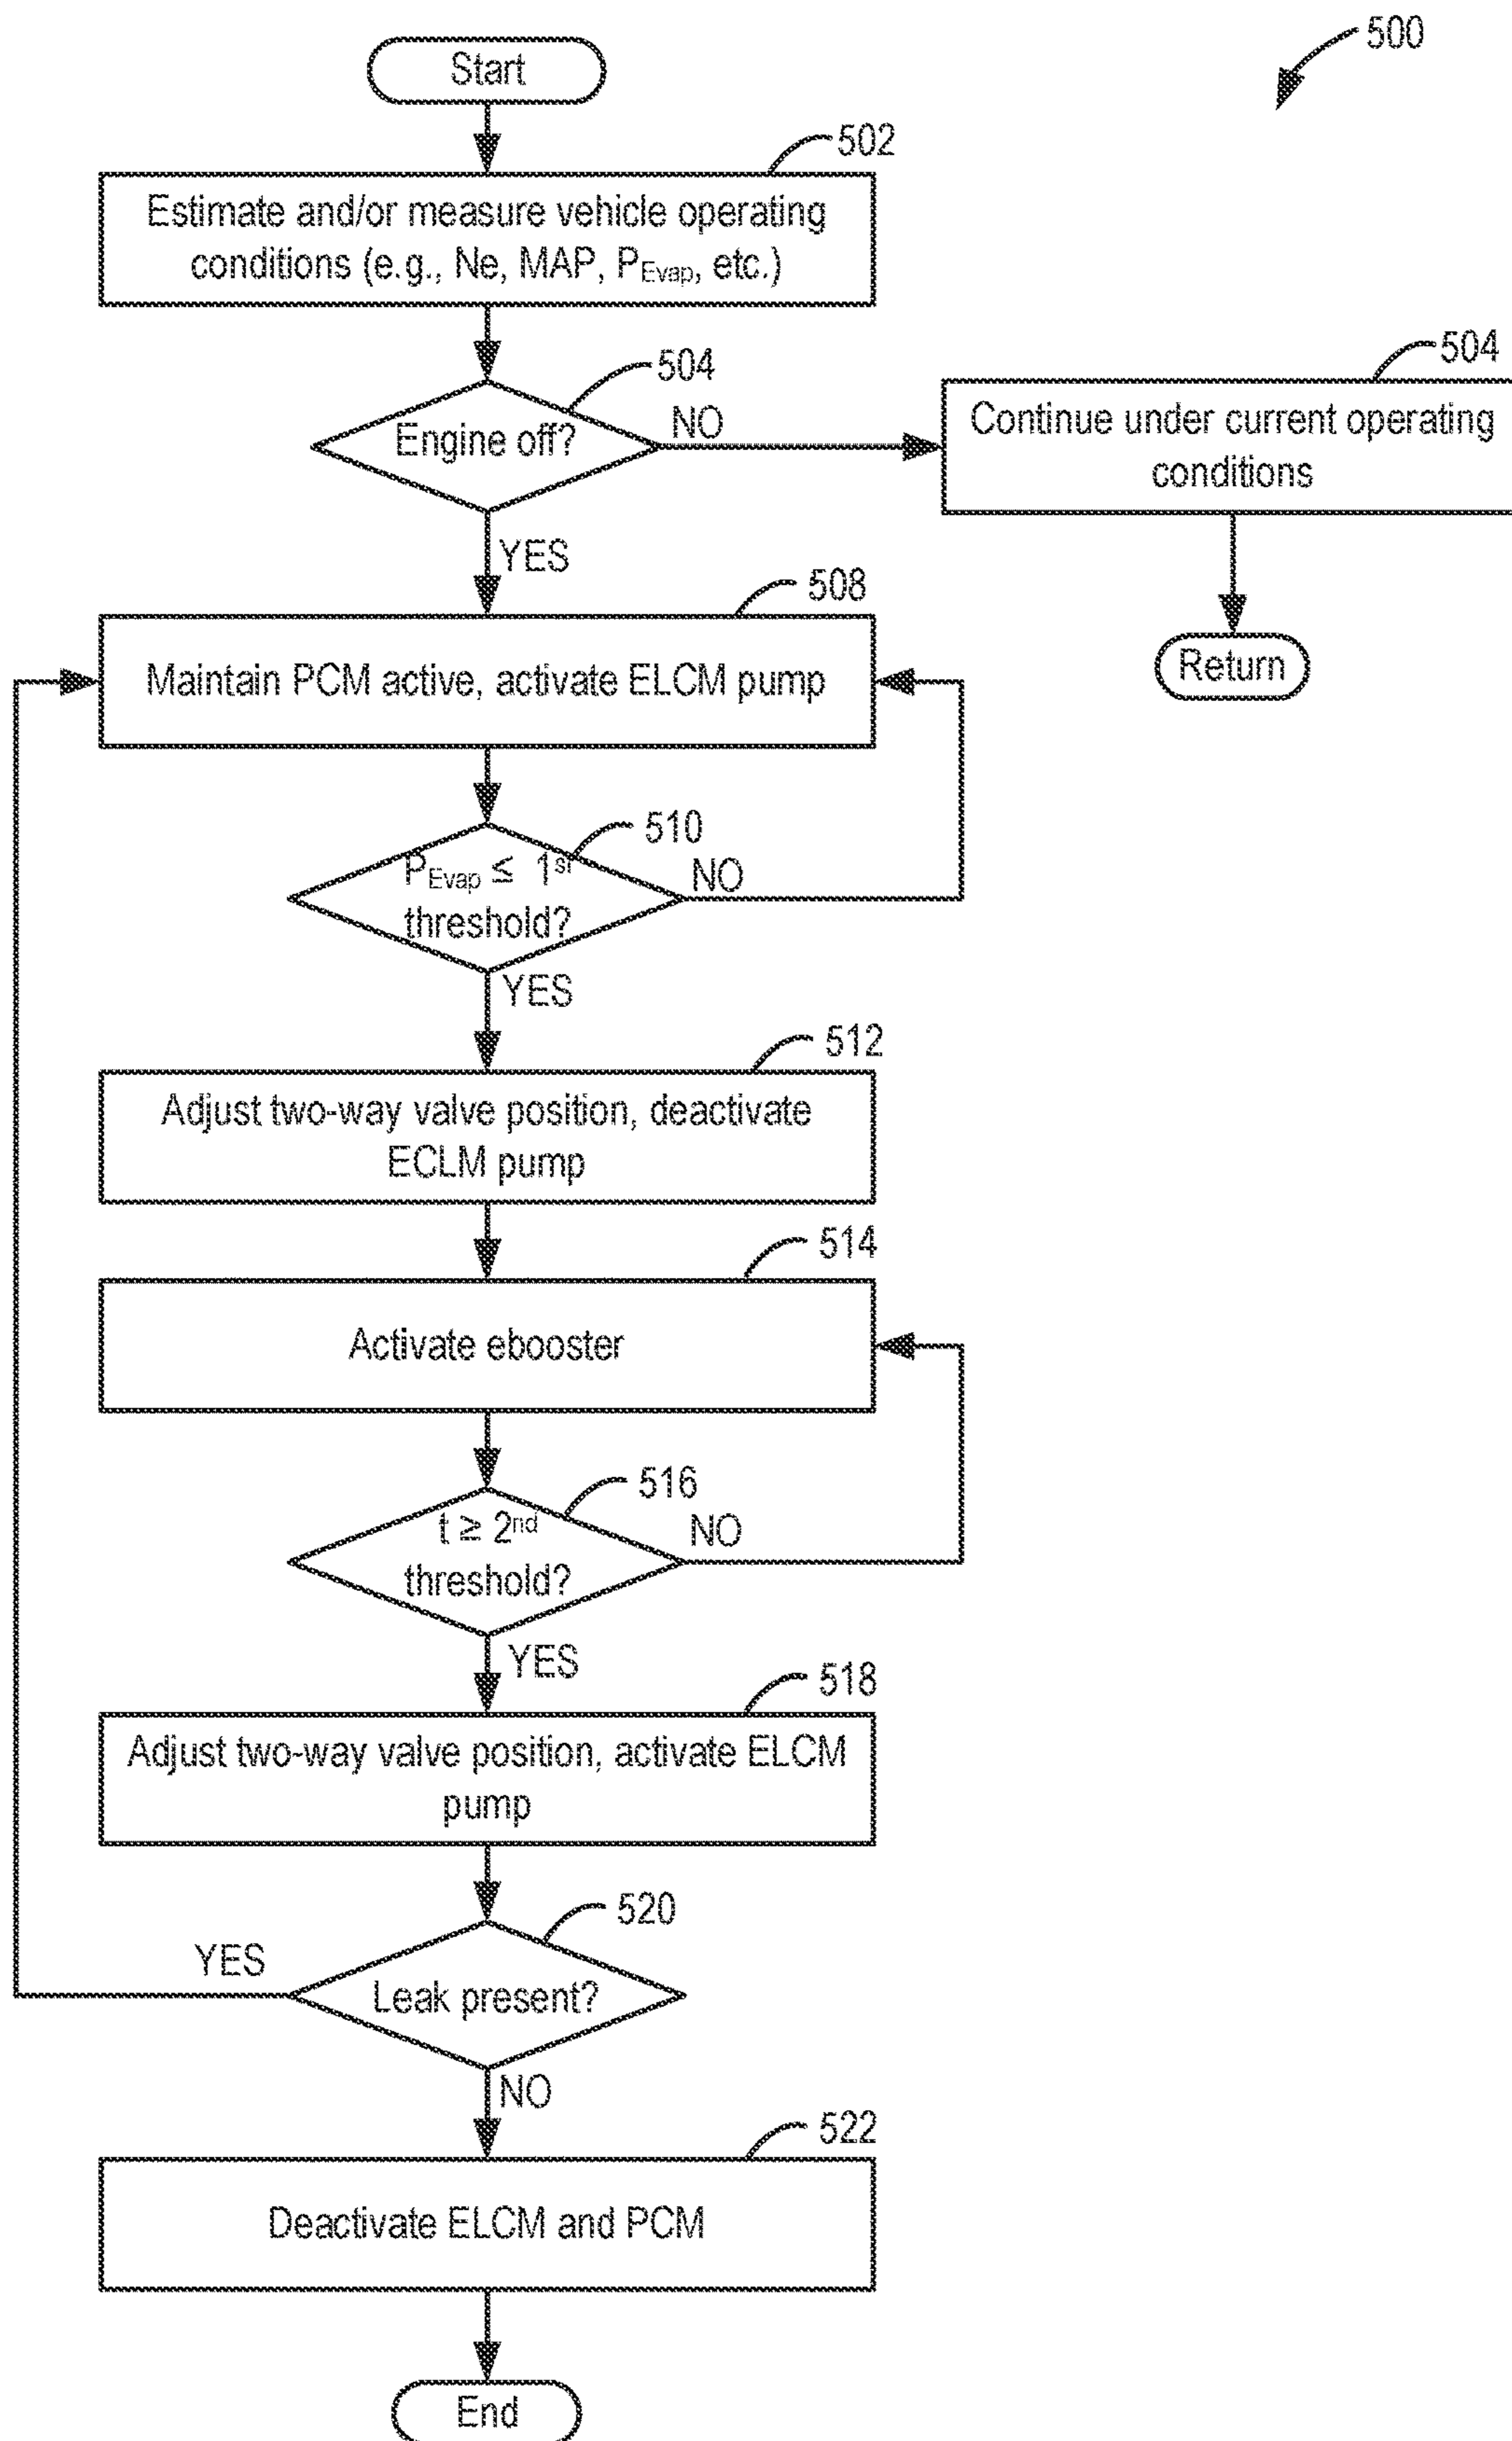 500
Start
502
Estimate and/or measure vehicle operating
conditions (e.g., Ne, MAP, PEvap, etc.)
504
Engine off?
NO
504
Continue under current operating
conditions
Return
YES
508
Maintain PCM active, activate ELCM pump
510
PEvap ≤ 1st
threshold?
NO
YES
512
Adjust two-way valve position, deactivate
ECLM pump
514
Activate ebooster
516
t ≥ 2nd
threshold?
NO
YES
518
Adjust two-way valve position, activate ELCM
pump
520
Leak present?
YES
NO
522
Deactivate ELCM and PCM
End